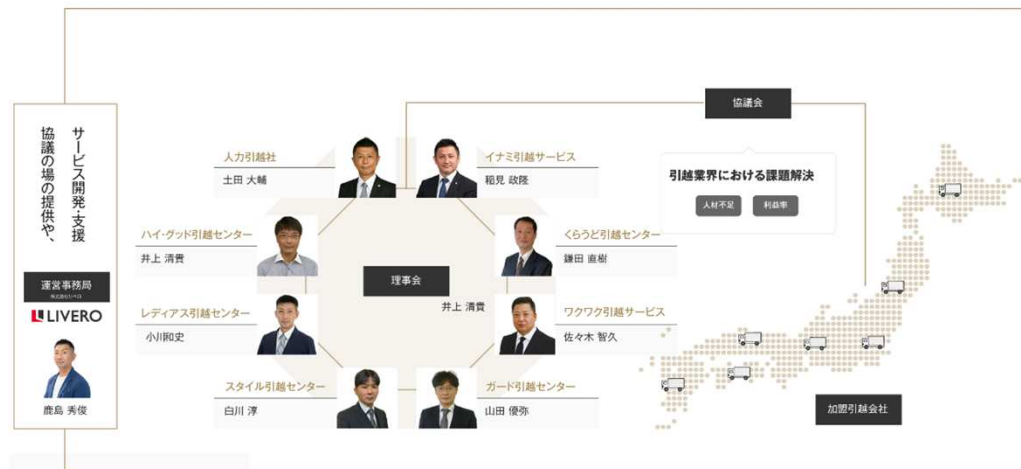 協議会
引越業界における課題解決
人材不足
利益率
サービス開発・支援
協議の場の提供や、
運営事務局
株式会社リベロ
LIVERO
鹿島 秀俊
人力引越社
土田 大輔
イナミ引越サービス
稲見 政隆
ハイ・グッド引越センター
井上 清貴
くらうど引越センター
鎌田 直樹
理事会
井上 清貴
レディアス引越センター
小川和史
ワクワク引越サービス
佐々木 智久
スタイル引越センター
白川 淳
ガード引越センター
山田 優弥
加盟引越会社